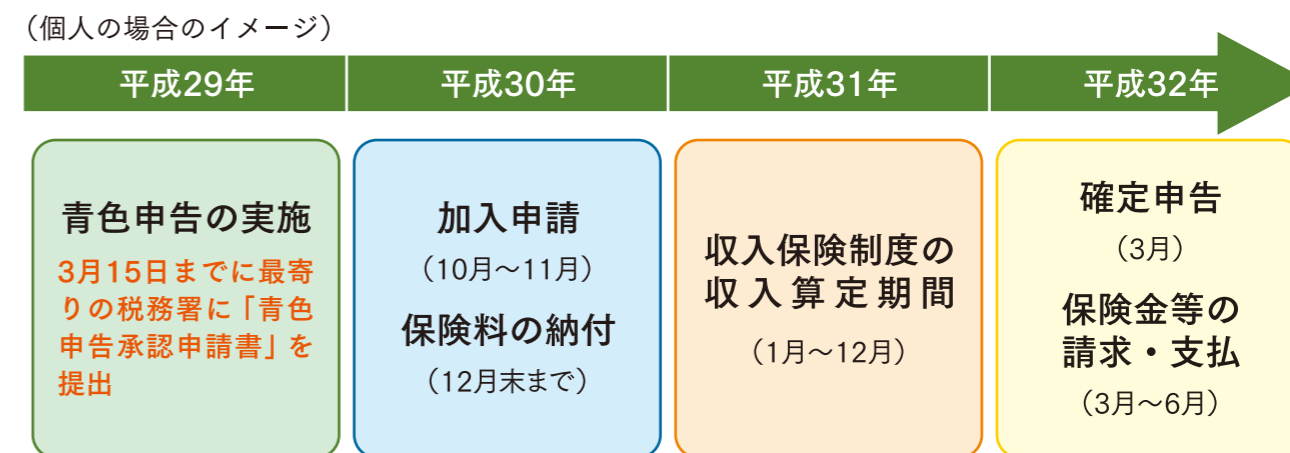 （個人の場合のイメージ）
平成29年
平成30年
平成31年
平成32年
青色申告の実施
3月15日までに最寄
りの税務署に「青色
申告承認申請書」を
提出
加入申請
（10月～11月）
保険料の納付
（12月末まで）
収入保険制度の
収入算定期間
（1月～12月）
確定申告
（3月）
保険金等の
請求・支払
（3月～6月）